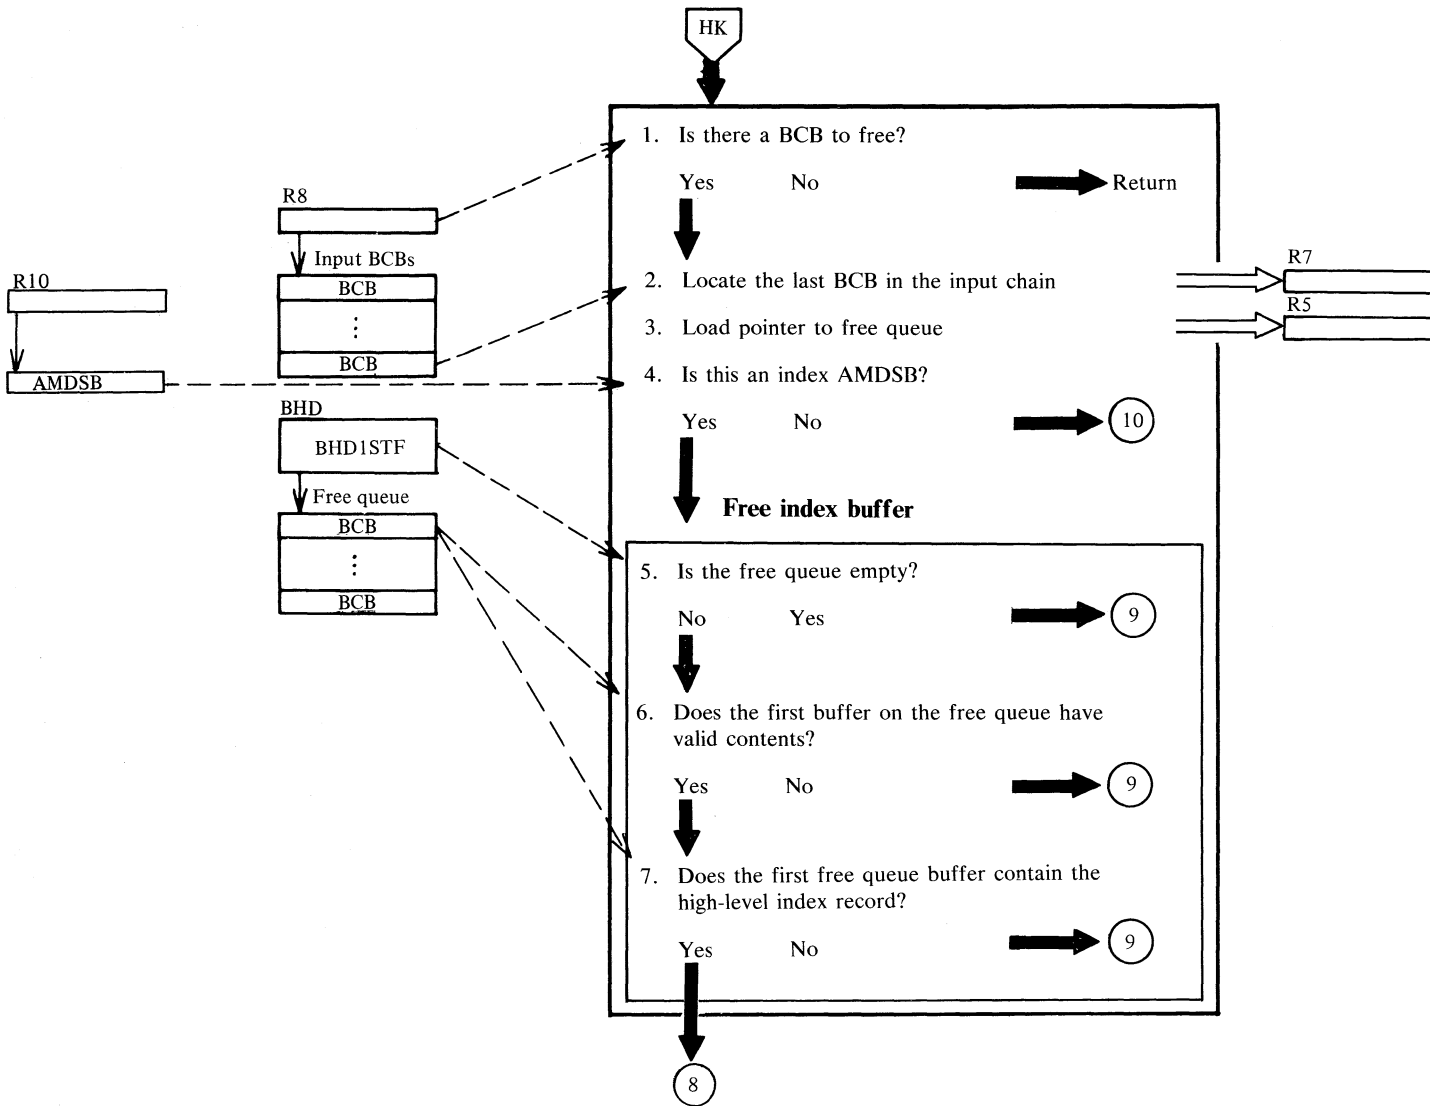 HK
1. Is there a BCB to free?
Yes No Return
R8
Input BCBs
BCB
⋮
BCB
R10
AMDSB
2. Locate the last BCB in the input chain
R7
3. Load pointer to free queue
R5
4. Is this an index AMDSB?
Yes No 10
BHD
BHD1STF
Free queue
BCB
⋮
BCB
Free index buffer
5. Is the free queue empty?
No Yes 9
6. Does the first buffer on the free queue have
valid contents?
Yes No 9
7. Does the first free queue buffer contain the
high-level index record?
Yes No 9
8